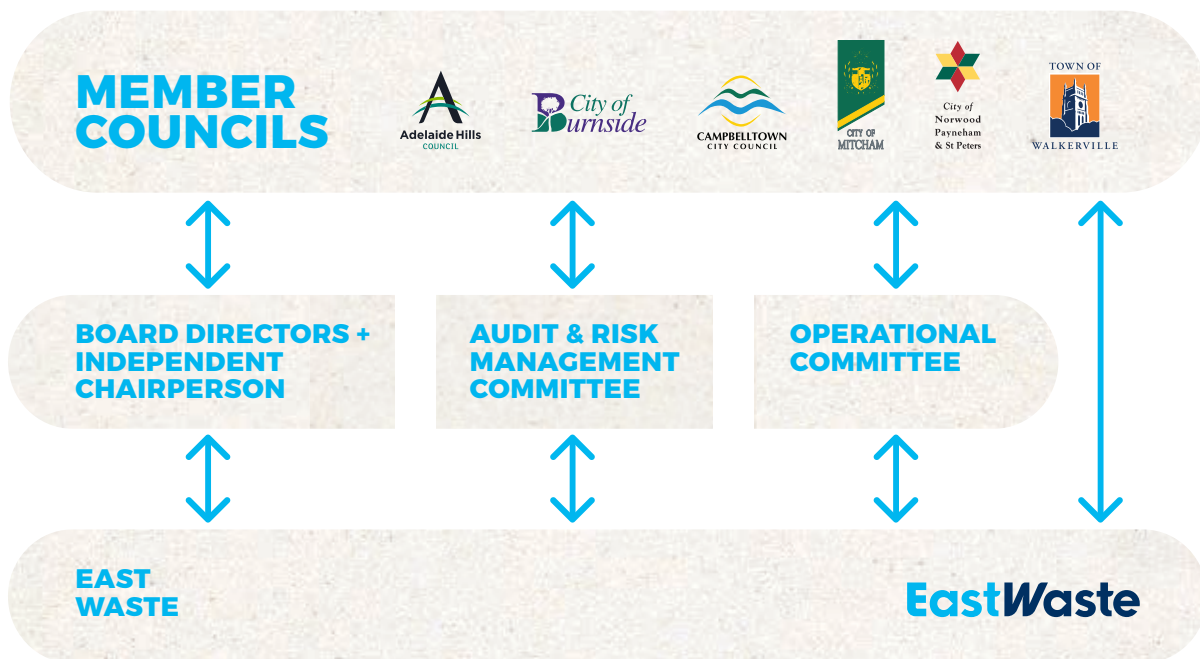 MEMBER
COUNCILS
Adelaide Hills
COUNCIL
City of
Burnside
CAMPBELLTOWN
CITY COUNCIL
CITY OF
MITCHAM
City of
Norwood
Payneham
& St Peters
TOWN OF
WALKERVILLE
BOARD DIRECTORS +
INDEPENDENT
CHAIRPERSON
AUDIT & RISK
MANAGEMENT
COMMITTEE
OPERATIONAL
COMMITTEE
EAST
WASTE
EastWaste